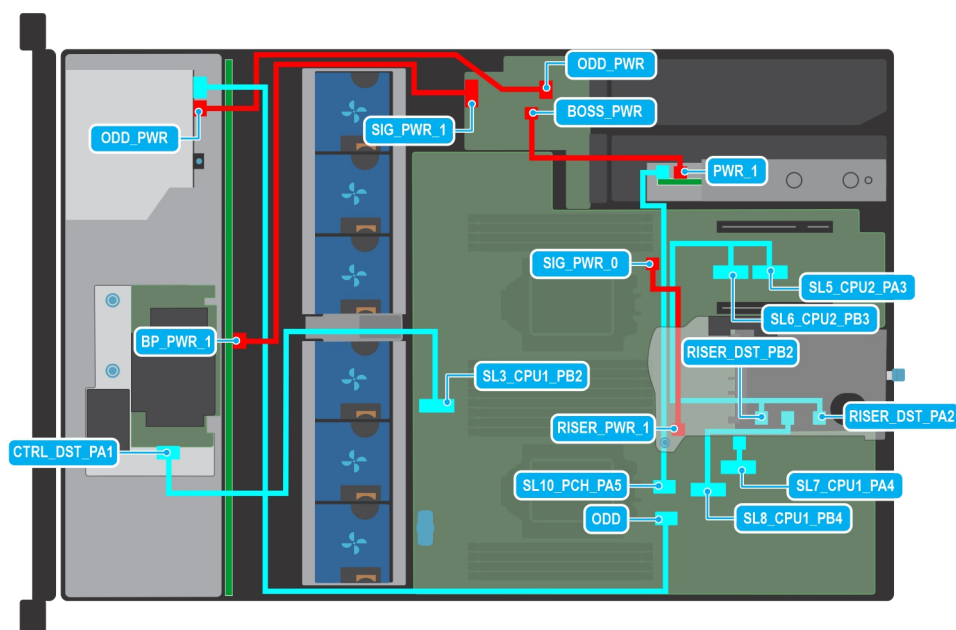 ODD_PWR
BOSS_PWR
SIG_PWR_1
ODD_PWR
PWR_1
SIG_PWR_0
SL5_CPU2_PA3
SL6_CPU2_PB3
BP_PWR_1
RISER_DST_PB2
SL3_CPU1_PB2
RISER_DST_PA2
RISER_PWR_1
CTRL_DST_PA1
SL10_PCH_PA5
SL7_CPU1_PA4
ODD
SL8_CPU1_PB4